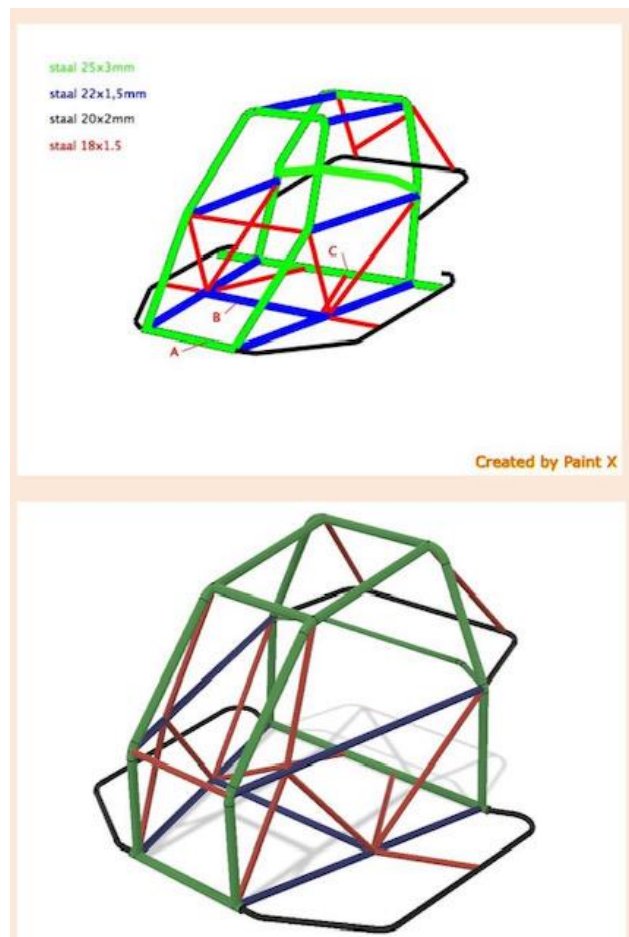 staal 25x3mm
staal 22x1,5mm
staal 20x2mm
staal 18x1.5
C
B
A
Created by Paint X